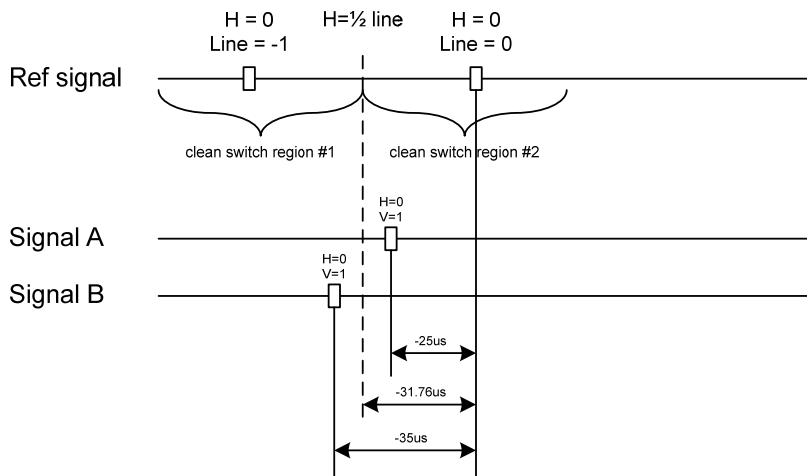 H = 0
Line = -1
H=½ line
H = 0
Line = 0
Ref signal
clean switch region #1
clean switch region #2
H=0
V=1
Signal A
H=0
V=1
Signal B
-25us
-31.76us
-35us